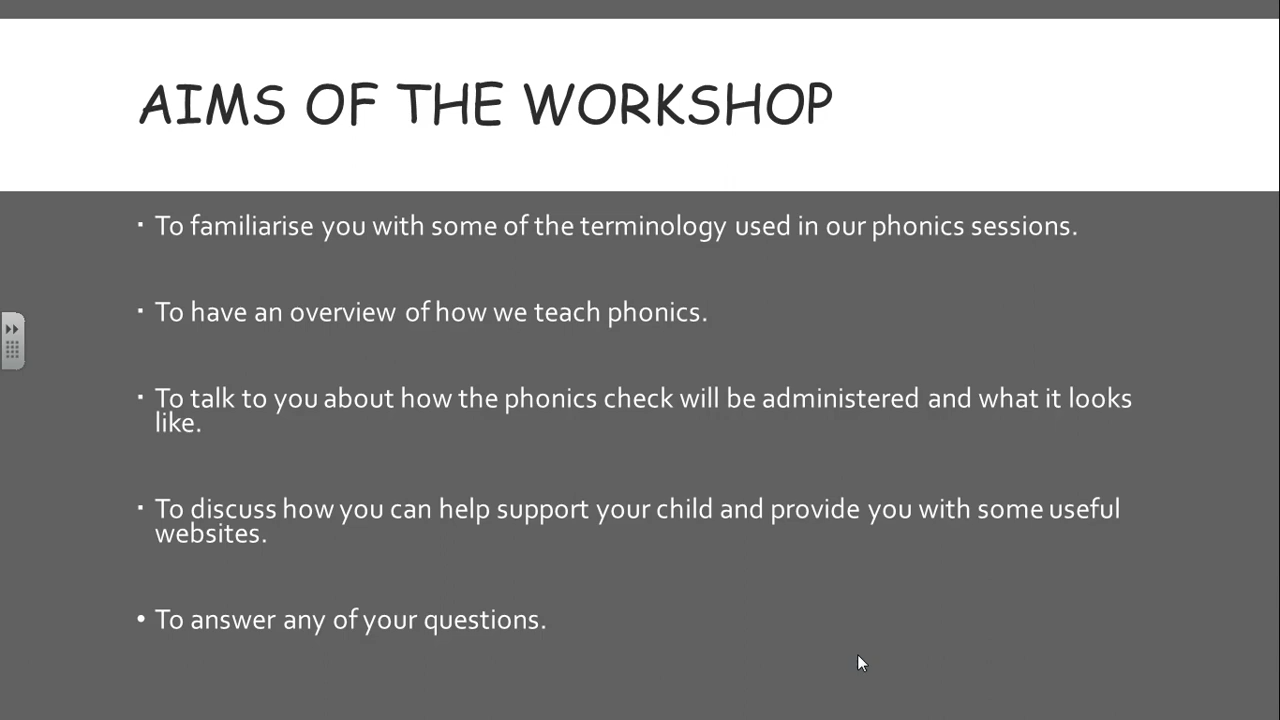 AIMS OF THE WORKSHOP
▪ To familiarise you with some of the terminology used in our phonics sessions.
▪ To have an overview of how we teach phonics.
▪ To talk to you about how the phonics check will be administered and what it looks
like.
▪ To discuss how you can help support your child and provide you with some useful
websites.
• To answer any of your questions.